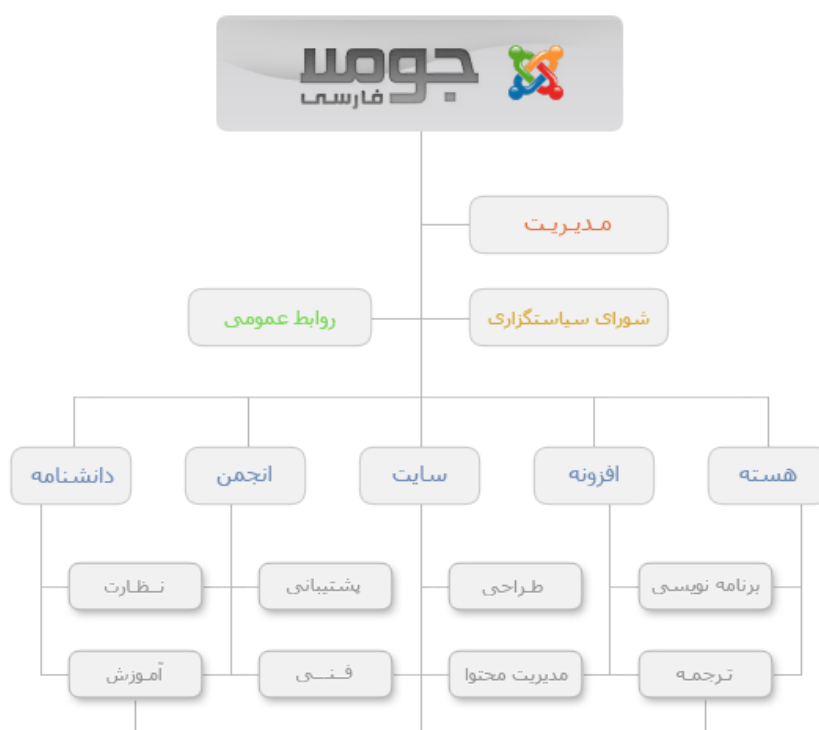 جوملا
فارسی
مدیریت
شورای سیاستگزاری
روابط عمومی
هسته
افزونه
سایت
انجمن
دانشنامه
برنامه نویسی
طراحی
پشتیبانی
نظارت
ترجمه
مدیریت محتوا
فنی
آموزش